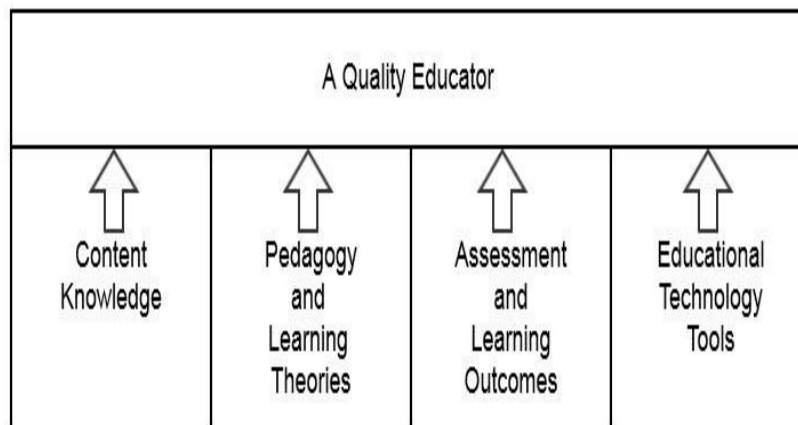 A Quality Educator
Content
Knowledge
Pedagogy
and
Learning
Theories
Assessment
and
Learning
Outcomes
Educational
Technology
Tools